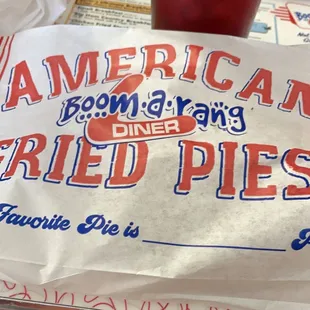 AMERICAN
Boom-a-rang
DINER
FRIED PIES
Favorite Pie is